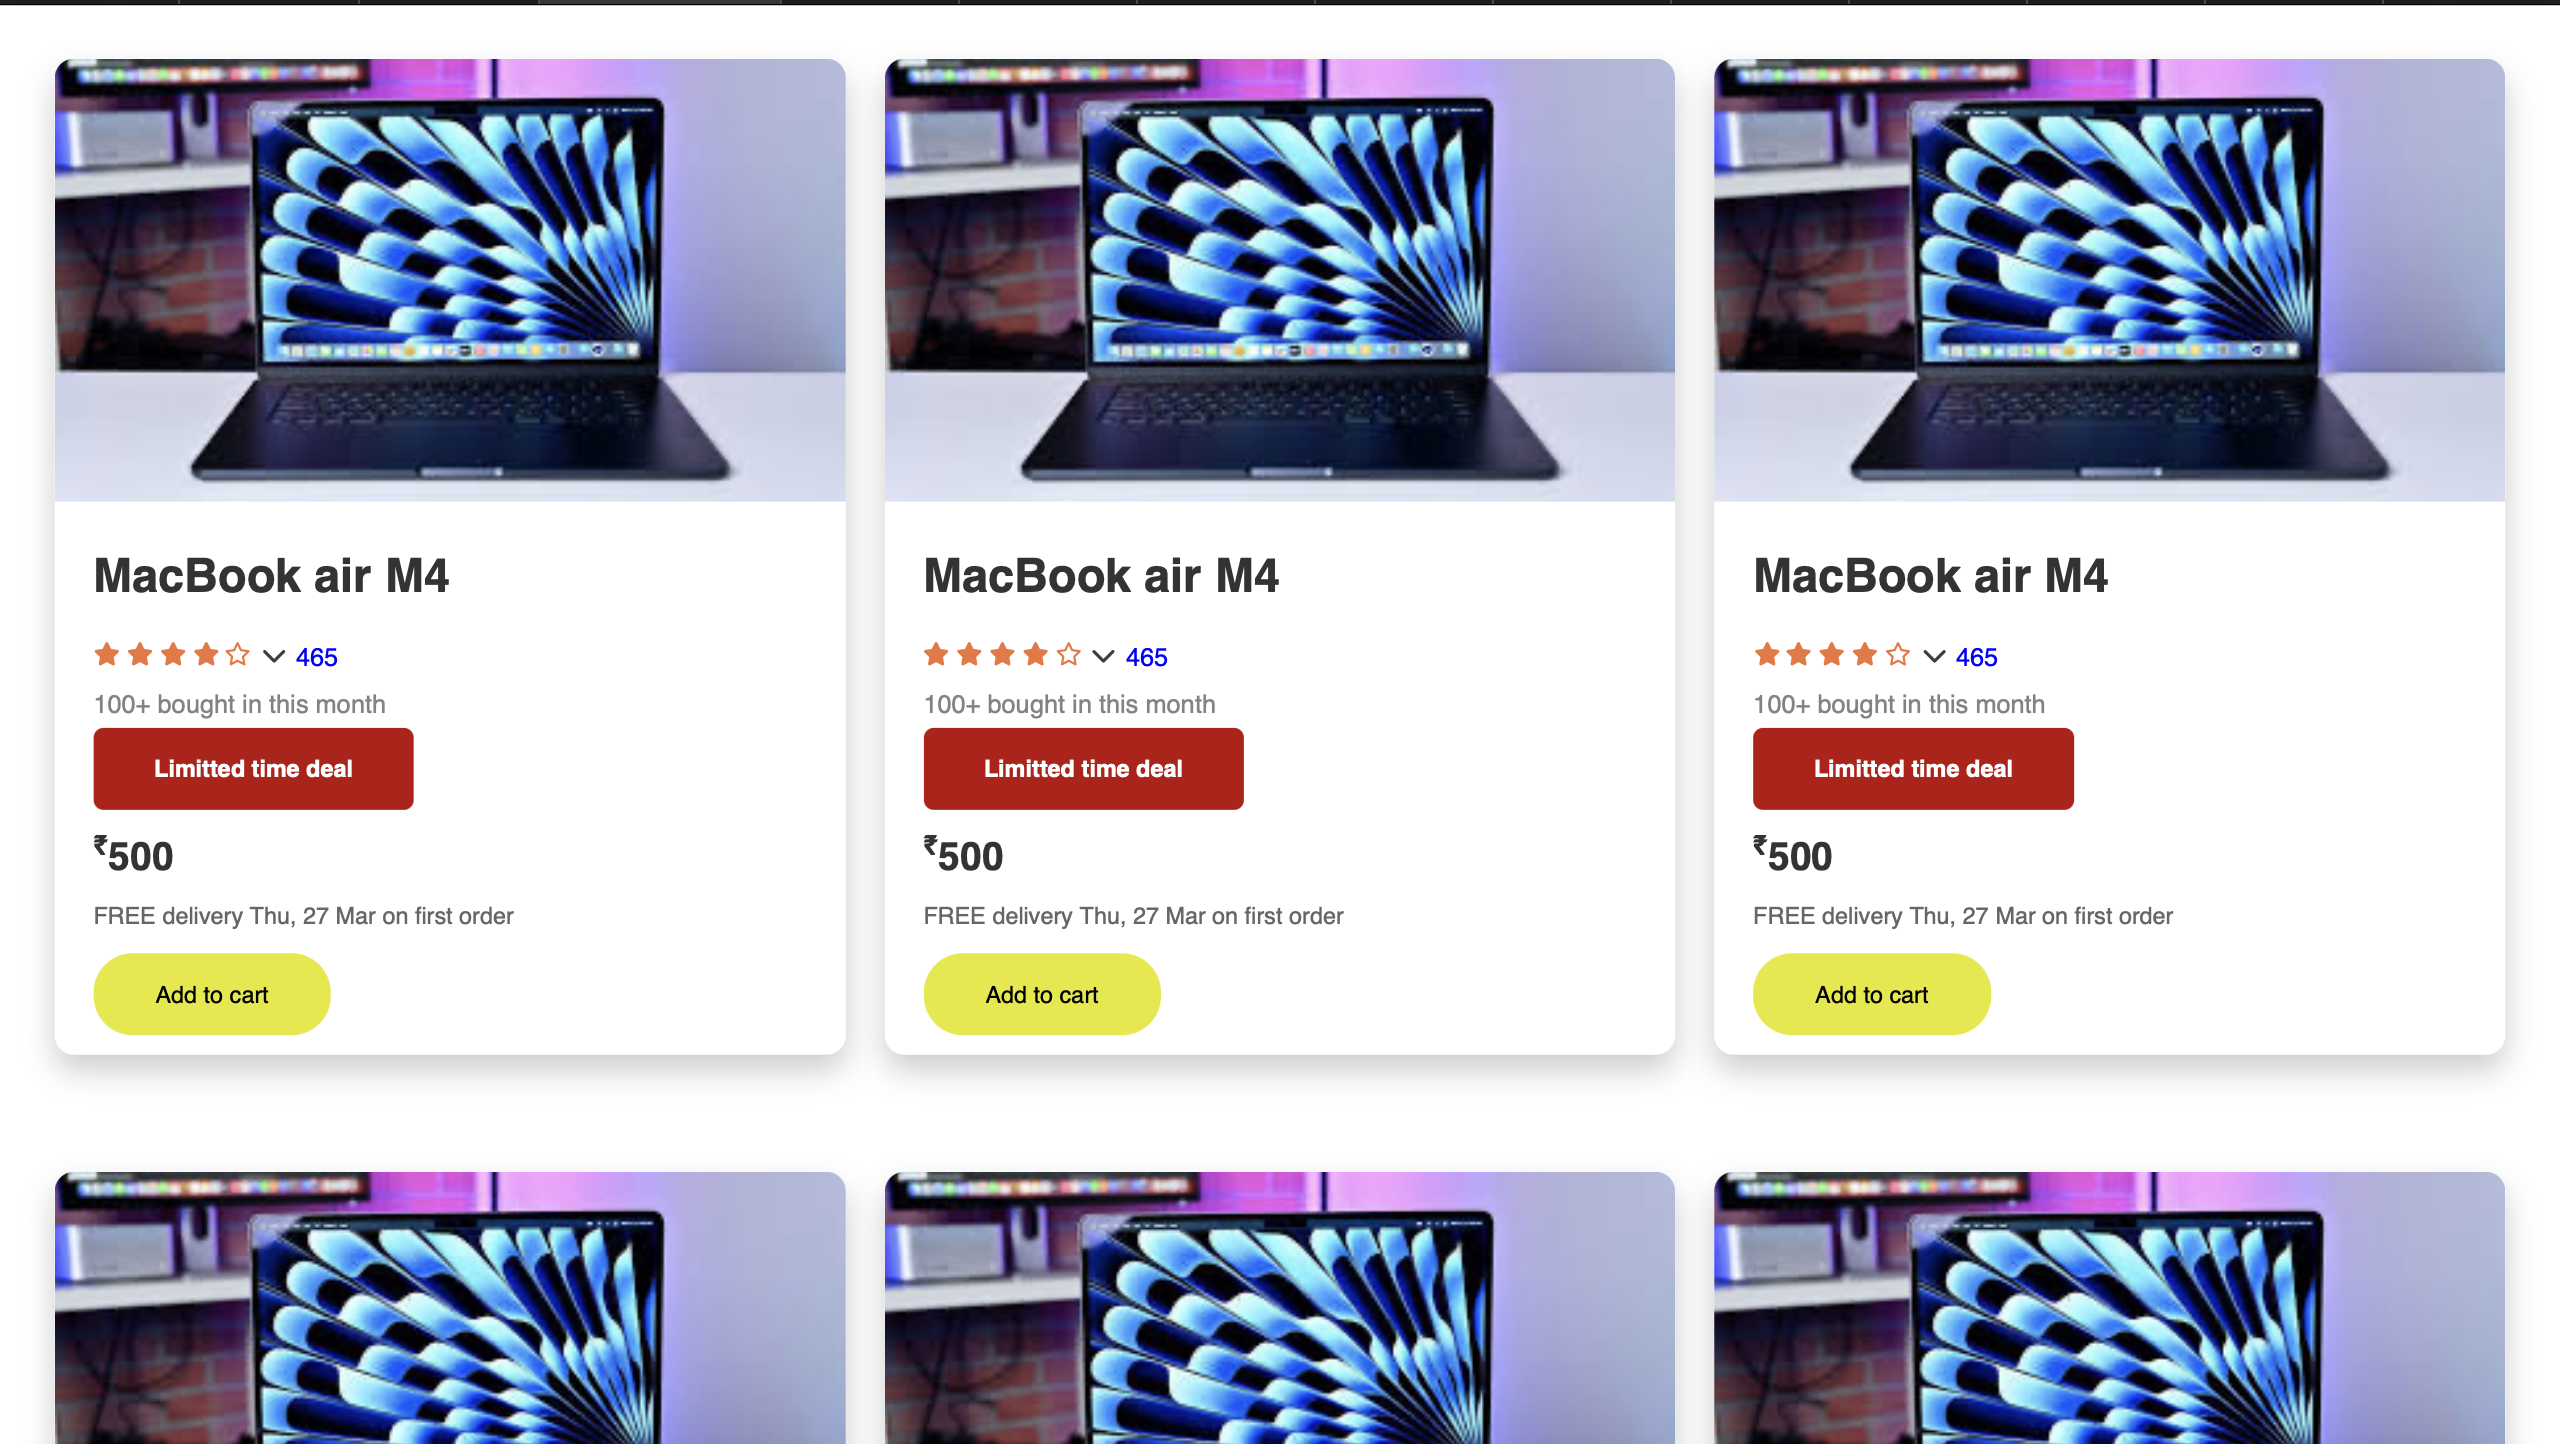 MacBook air M4
465
100+ bought in this month
Limitted time deal
₹500
FREE delivery Thu, 27 Mar on first order
Add to cart
MacBook air M4
465
100+ bought in this month
Limitted time deal
₹500
FREE delivery Thu, 27 Mar on first order
Add to cart
MacBook air M4
465
100+ bought in this month
Limitted time deal
₹500
FREE delivery Thu, 27 Mar on first order
Add to cart